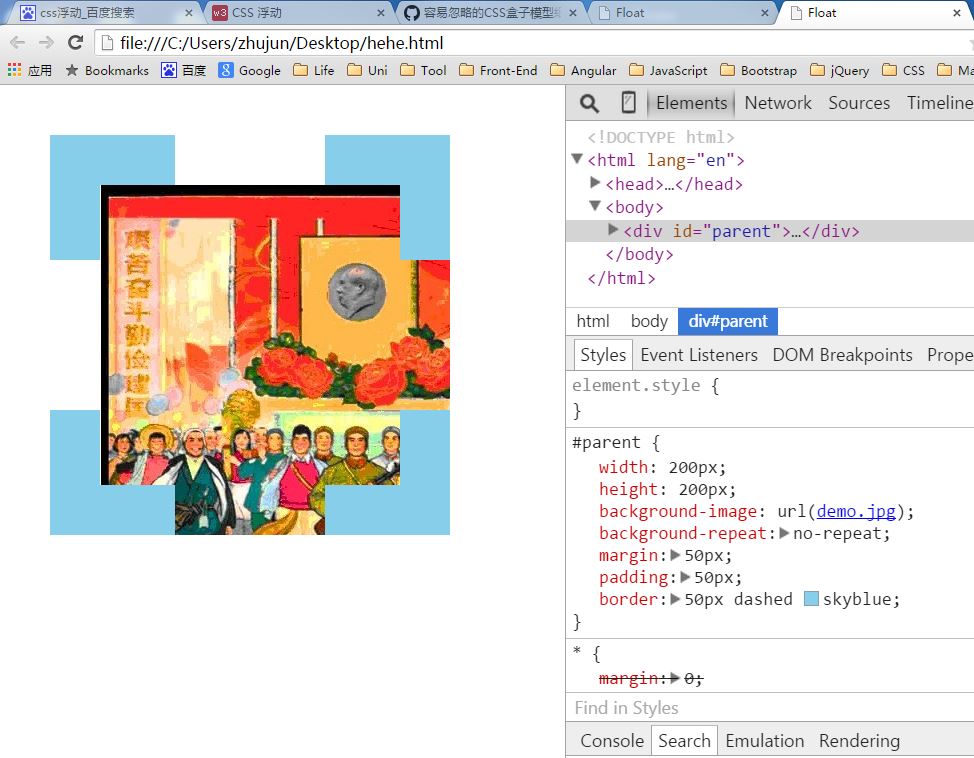 css浮动_百度搜索
CSS 浮动
容易忽略的CSS盒子模型
Float
Float
file:///C:/Users/zhujun/Desktop/hehe.html
应用 Bookmarks 百度 Google Life Uni Tool Front-End Angular JavaScript Bootstrap jQuery CSS Ma
Elements Network Sources Timeline
<!DOCTYPE html>
<html lang="en">
<head>…</head>
<body>
<div id="parent">…</div>
</body>
</html>
html body div#parent
Styles Event Listeners DOM Breakpoints Prope
element.style {
}
#parent {
width: 200px;
height: 200px;
background-image: url(demo.jpg);
background-repeat: no-repeat;
margin: 50px;
padding: 50px;
border: 50px dashed skyblue;
}
* {
margin: 0;
Find in Styles
Console Search Emulation Rendering
艰苦奋斗勤俭建